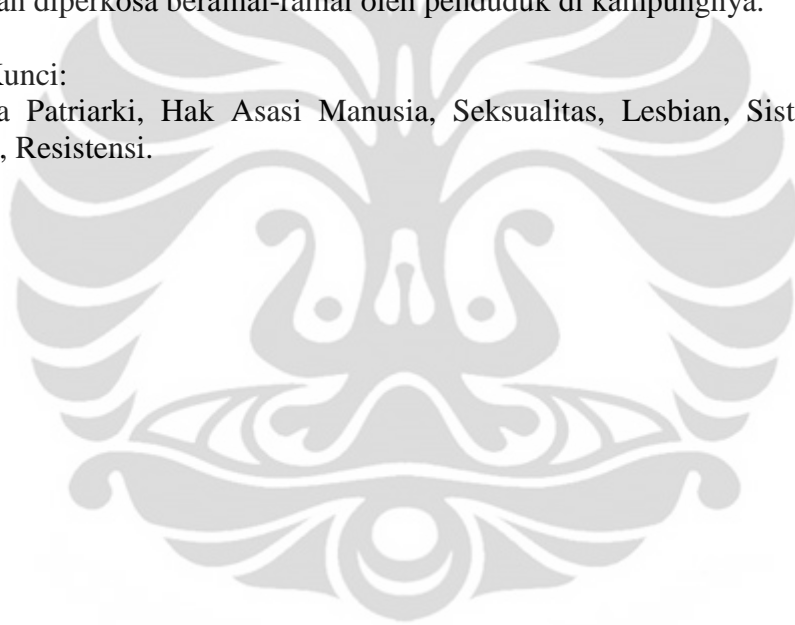 an diperkosa beramai-ramai oleh penduduk di kampungnya.
Kunci:
a Patriarki, Hak Asasi Manusia, Seksualitas, Lesbian, Sist
, Resistensi.